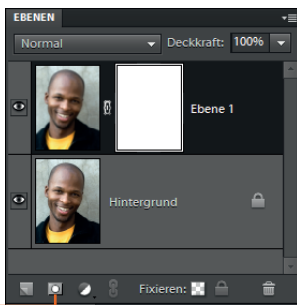 EBENEN
Normal Deckkraft: 100%
Ebene 1
Hintergrund
Fixieren: